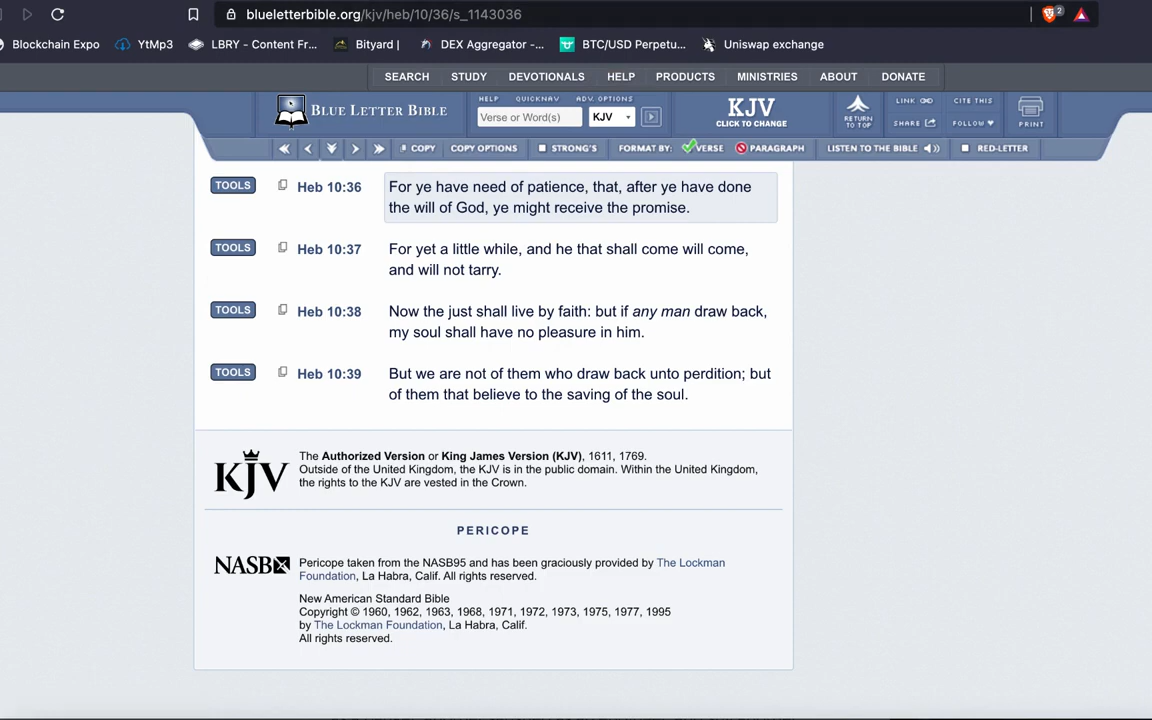 blueletterbible.org/kjv/heb/10/36/s_1143036
2
Blockchain Expo YtMp3 LBRY - Content Fr... Bityard | DEX Aggregator -... BTC/USD Perpetu... Uniswap exchange
SEARCH STUDY DEVOTIONALS HELP PRODUCTS MINISTRIES ABOUT DONATE
BLUE LETTER BIBLE
HELP QUICKNAV ADV. OPTIONS
Verse or Word(s) KJV
KJV
CLICK TO CHANGE
RETURN
TO TOP
LINK CITE THIS
SHARE FOLLOW
PRINT
COPY COPY OPTIONS STRONG'S FORMAT BY: VERSE PARAGRAPH LISTEN TO THE BIBLE RED-LETTER
TOOLS Heb 10:36 For ye have need of patience, that, after ye have done
the will of God, ye might receive the promise.
TOOLS Heb 10:37 For yet a little while, and he that shall come will come,
and will not tarry.
TOOLS Heb 10:38 Now the just shall live by faith: but if any man draw back,
my soul shall have no pleasure in him.
TOOLS Heb 10:39 But we are not of them who draw back unto perdition; but
of them that believe to the saving of the soul.
KJV
The Authorized Version or King James Version (KJV), 1611, 1769.
Outside of the United Kingdom, the KJV is in the public domain. Within the United Kingdom,
the rights to the KJV are vested in the Crown.
PERICOPE
NASB
Pericope taken from the NASB95 and has been graciously provided by The Lockman
Foundation, La Habra, Calif. All rights reserved.
New American Standard Bible
Copyright © 1960, 1962, 1963, 1968, 1971, 1972, 1973, 1975, 1977, 1995
by The Lockman Foundation, La Habra, Calif.
All rights reserved.